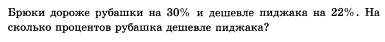 Брюки дороже рубашки на 30% и дешевле пиджака на 22%. На
сколько процентов рубашка дешевле пиджака?